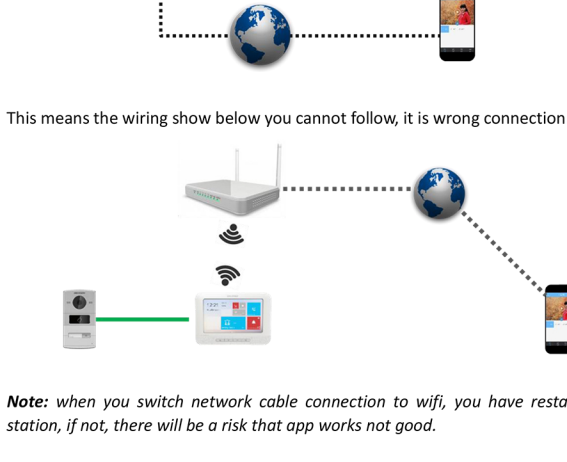 This means the wiring show below you cannot follow, it is wrong connection
Note: when you switch network cable connection to wifi, you have resta
station, if not, there will be a risk that app works not good.